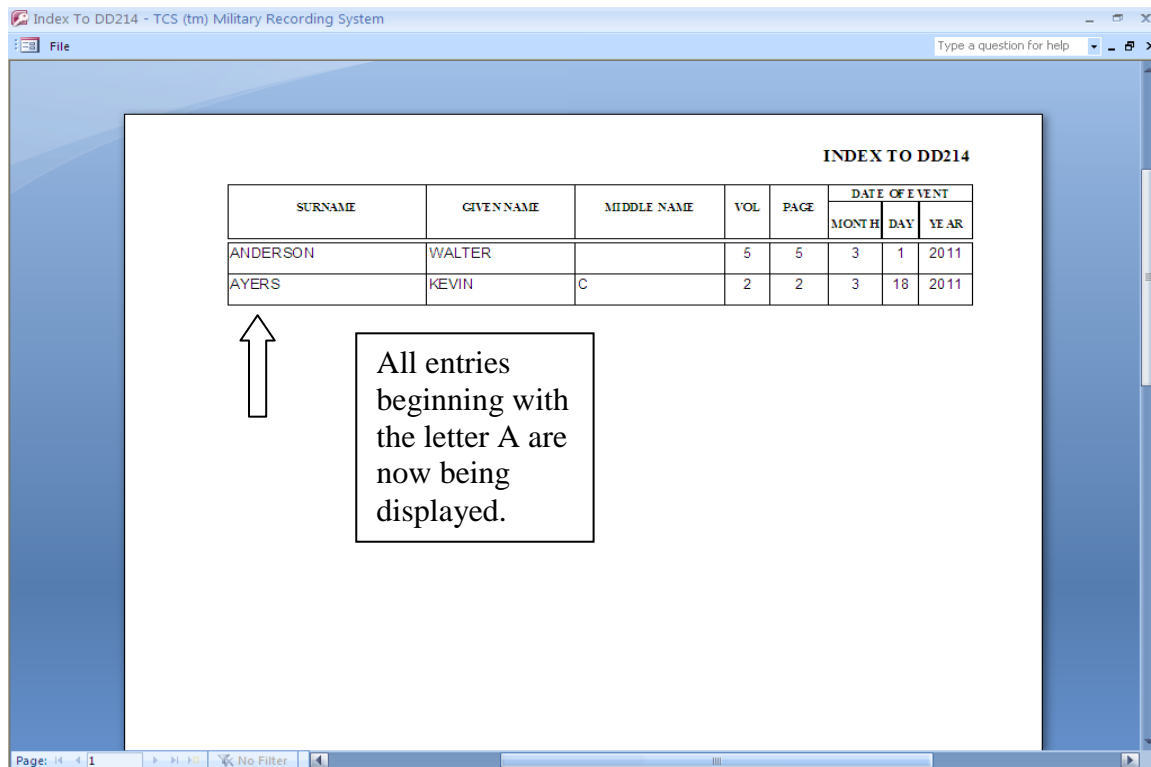 Index To DD214 - TCS (tm) Military Recording System
File
Type a question for help
INDEX TO DD214
SURNAME GIVEN NAME MIDDLE NAME VOL PAGE DATE OF EVENT
MONTH DAY YEAR
ANDERSON WALTER 5 5 3 1 2011
AYERS KEVIN C 2 2 3 18 2011
All entries
beginning with
the letter A are
now being
displayed.
Page: 1 No Filter